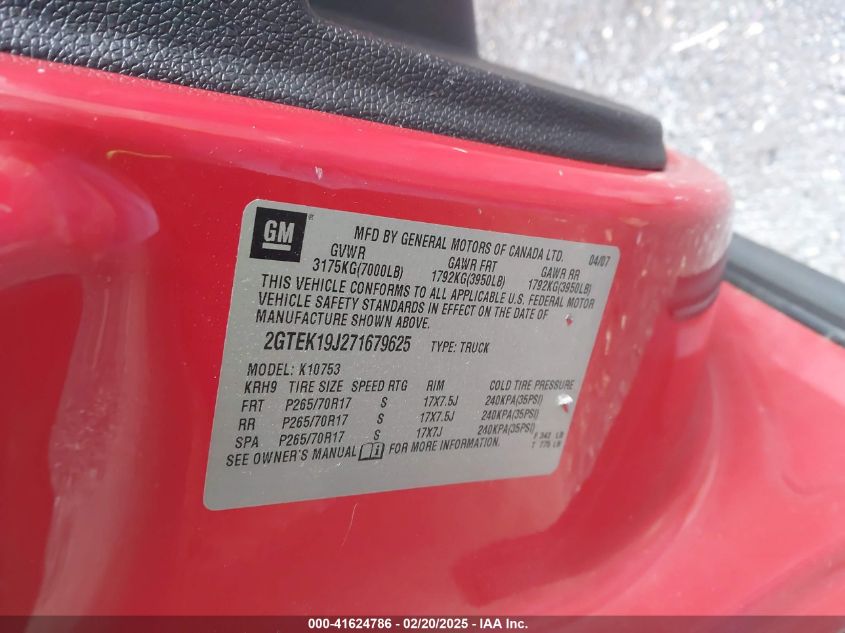 GM
MFD BY GENERAL MOTORS OF CANADA LTD. 04/07
GVWR GAWR FRT GAWR RR
3175KG(7000LB) 1792KG(3950LB) 1792KG(3950LB)
THIS VEHICLE CONFORMS TO ALL APPLICABLE U.S. FEDERAL MOTOR
VEHICLE SAFETY STANDARDS IN EFFECT ON THE DATE OF
MANUFACTURE SHOWN ABOVE.
2GTEK19J271679625 TYPE: TRUCK
MODEL: K10753
KRH9 TIRE SIZE SPEED RTG RIM COLD TIRE PRESSURE
FRT P265/70R17 S 17X7.5J 240KPA(35PSI)
RR P265/70R17 S 17X7.5J 240KPA(35PSI)
SPA P265/70R17 S 17X7J 240KPA(35PSI)
SEE OWNER'S MANUAL FOR MORE INFORMATION.
F 343 LB
T 775 LB
000-41624786 - 02/20/2025 - IAA Inc.